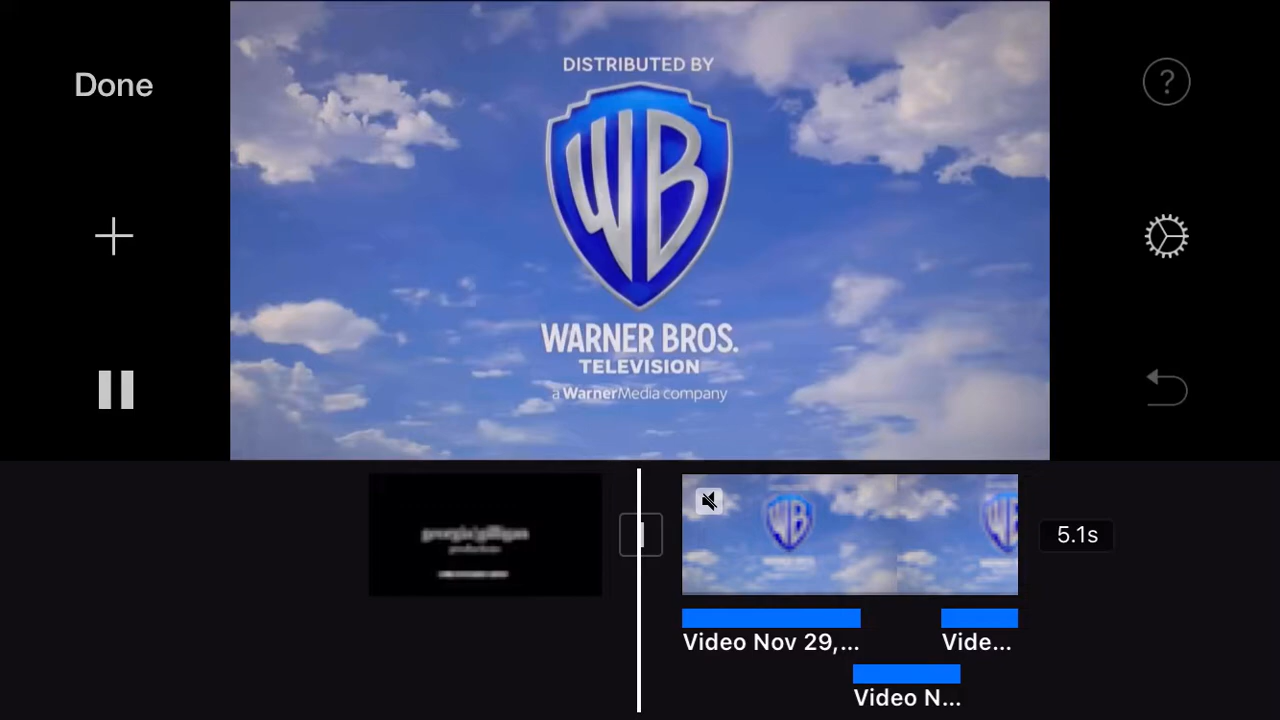 Done
DISTRIBUTED BY
WB
WARNER BROS.
TELEVISION
a WarnerMedia company
?
5.1s
Video Nov 29,...
Vide...
Video N...